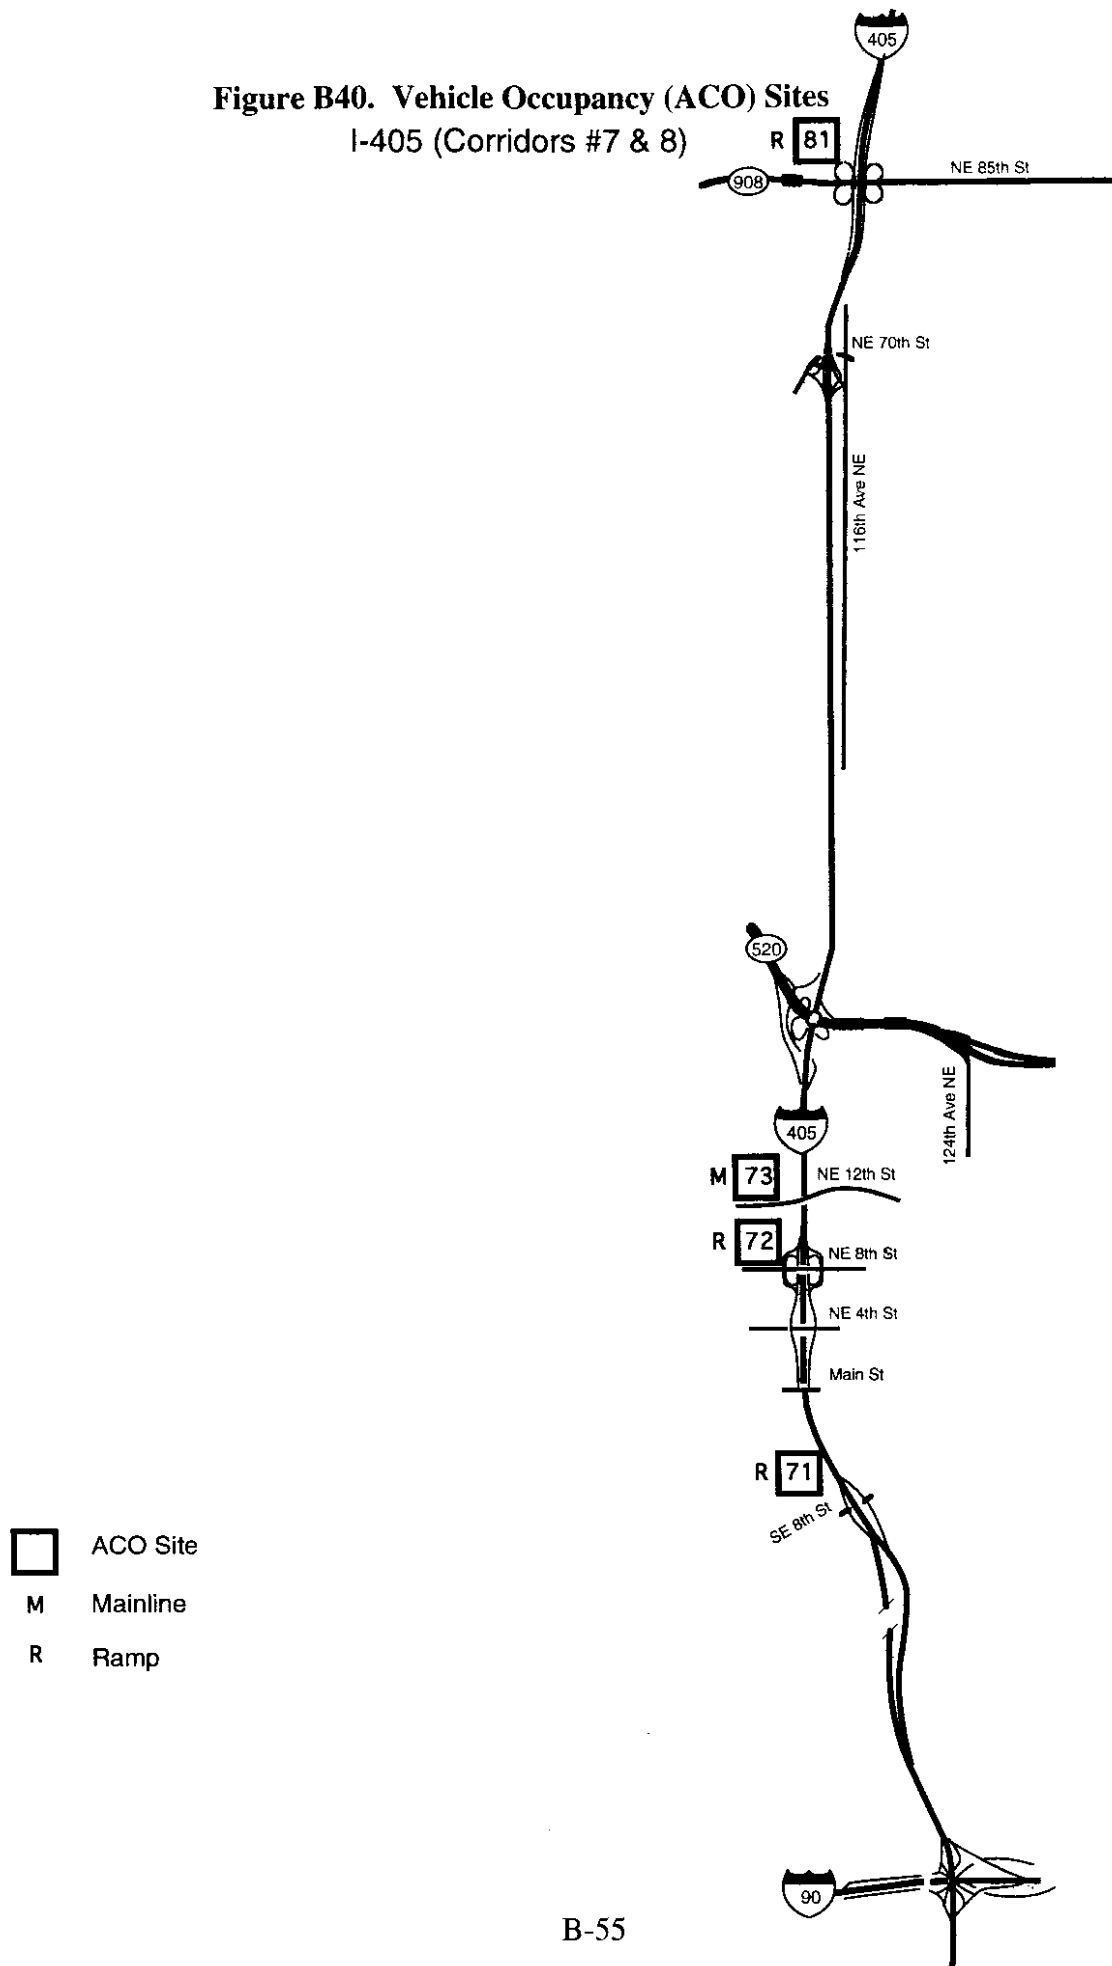 405
Figure B40. Vehicle Occupancy (ACO) Sites
I-405 (Corridors #7 & 8)
R 81
NE 85th St
908
NE 70th St
116th Ave NE
520
124th Ave NE
405
M 73
NE 12th St
R 72
NE 8th St
NE 4th St
Main St
R 71
SE 8th St
ACO Site
M Mainline
R Ramp
90
B-55